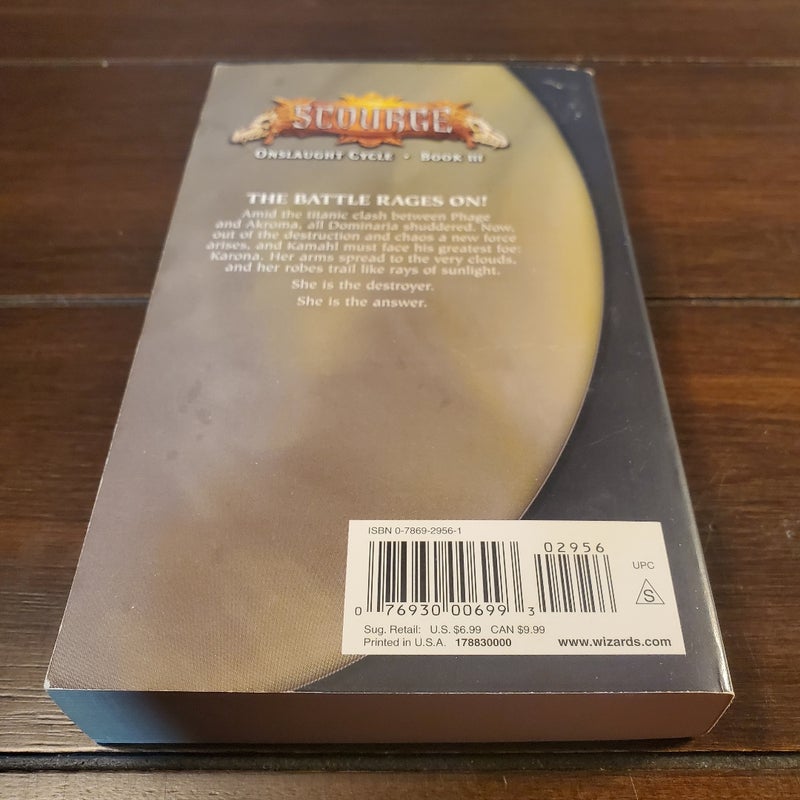 SCOURGE
ONSLAUGHT CYCLE • BOOK III
THE BATTLE RAGES ON!
Amid the titanic clash between Phage
and Akroma, all Dominaria shuddered. Now,
out of the destruction and chaos a new force
arises, and Kamahl must face his greatest foe:
Karona. Her arms spread to the very clouds,
and her robes trail like rays of sunlight.
She is the destroyer.
She is the answer.
ISBN 0-7869-2956-1
02956
UPC
S
0 76930 00699 3
Sug. Retail: U.S. $6.99 CAN $9.99
Printed in U.S.A. 178830000 www.wizards.com